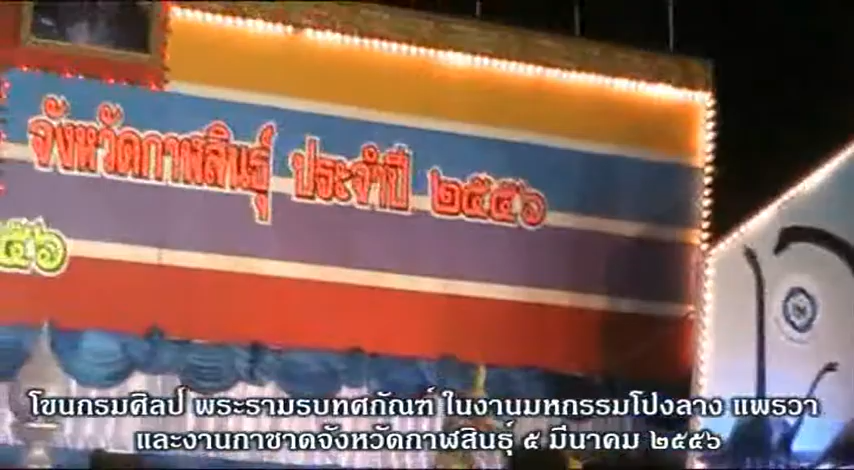 จังหวัดกาฬสินธุ์ ประจำปี ๒๕๕๖
๕๖
โขนกรมศิลป์ พระรามรบทศกัณฑ์ ในงานมหกรรมโปงลาง แพรวา
และงานกาชาดจังหวัดกาฬสินธุ์ ๕ มีนาคม ๒๕๕๖